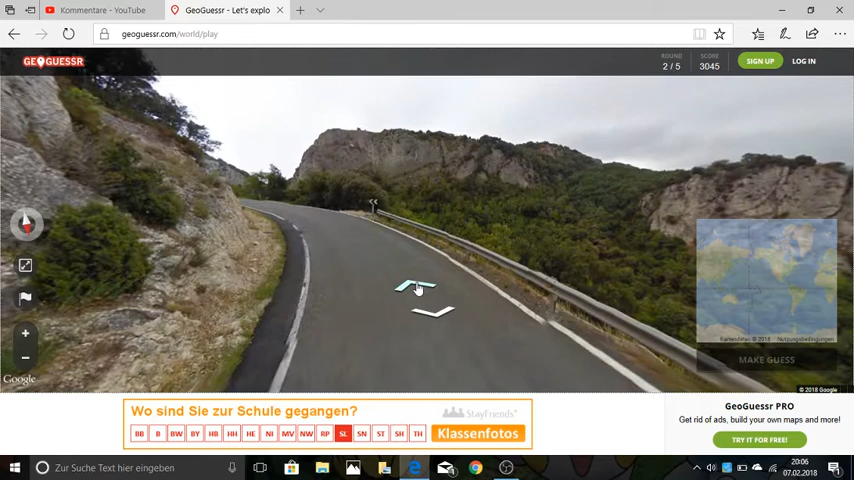 Kommentare - YouTube
GeoGuessr - Let's explo
geoguessr.com/world/play
GEOGUESSR
ROUND
2 / 5
SCORE
3045
SIGN UP
LOG IN
Kartendaten © 2018
Nutzungsbedingungen
MAKE GUESS
Google
© 2018 Google
Wo sind Sie zur Schule gegangen?
StayFriends
BB B BW BY HB HH HE NI MV NW RP SL SN ST SH TH
Klassenfotos
GeoGuessr PRO
Get rid of ads, build your own maps and more!
TRY IT FOR FREE!
Zur Suche Text hier eingeben
20:06
07.02.2018